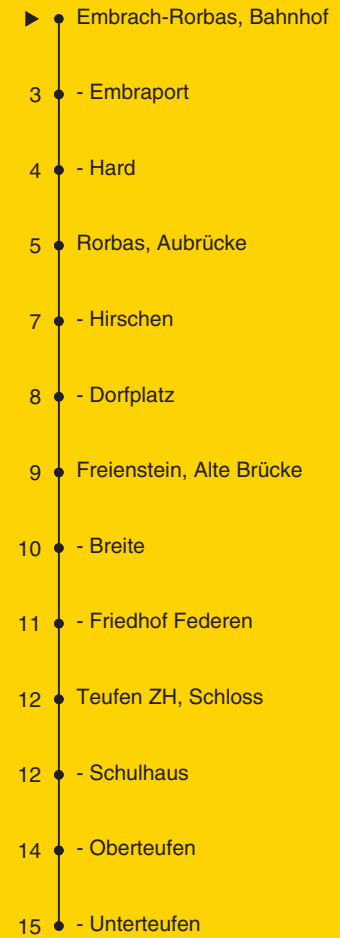 Embrach-Rorbas, Bahnhof
3 - Embraport
4 - Hard
5 Rorbas, Aubrücke
7 - Hirschen
8 - Dorfplatz
9 Freienstein, Alte Brücke
10 - Breite
11 - Friedhof Federen
12 Teufen ZH, Schloss
12 - Schulhaus
14 - Oberteufen
15 - Unterteufen